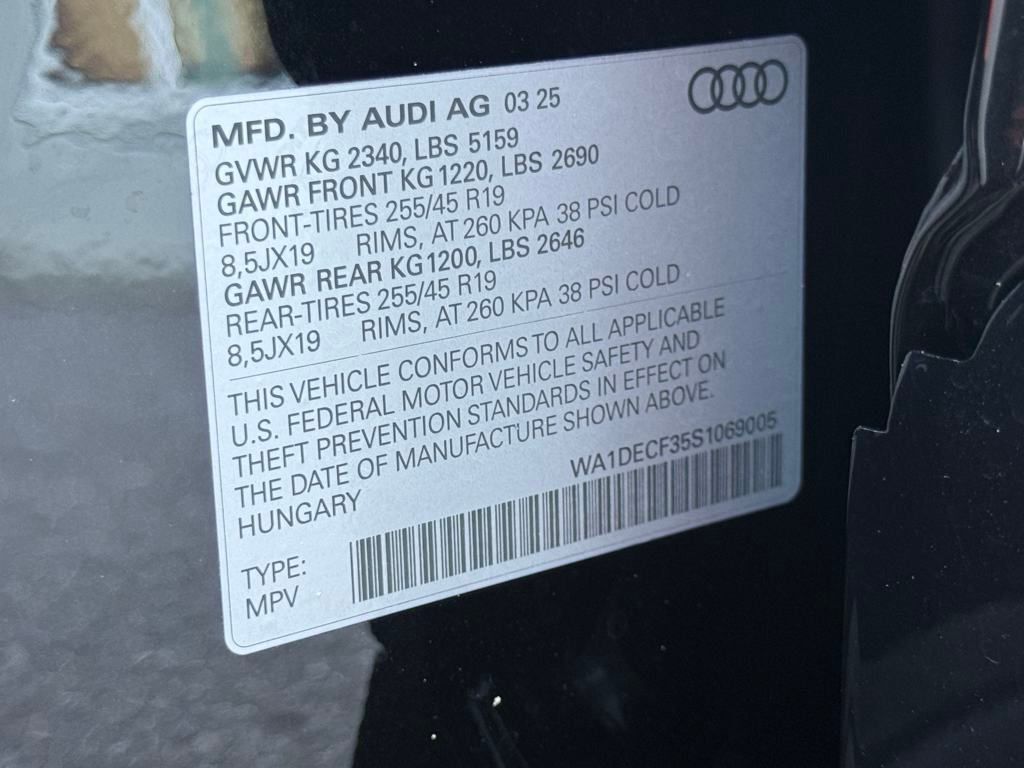 MFD. BY AUDI AG 03 25
GVWR KG 2340, LBS 5159
GAWR FRONT KG 1220, LBS 2690
FRONT-TIRES 255/45 R19
8,5JX19 RIMS, AT 260 KPA 38 PSI COLD
GAWR REAR KG 1200, LBS 2646
REAR-TIRES 255/45 R19
8,5JX19 RIMS, AT 260 KPA 38 PSI COLD
THIS VEHICLE CONFORMS TO ALL APPLICABLE
U.S. FEDERAL MOTOR VEHICLE SAFETY AND
THEFT PREVENTION STANDARDS IN EFFECT ON
THE DATE OF MANUFACTURE SHOWN ABOVE.
HUNGARY
WA1DECF35S1069005
TYPE:
MPV